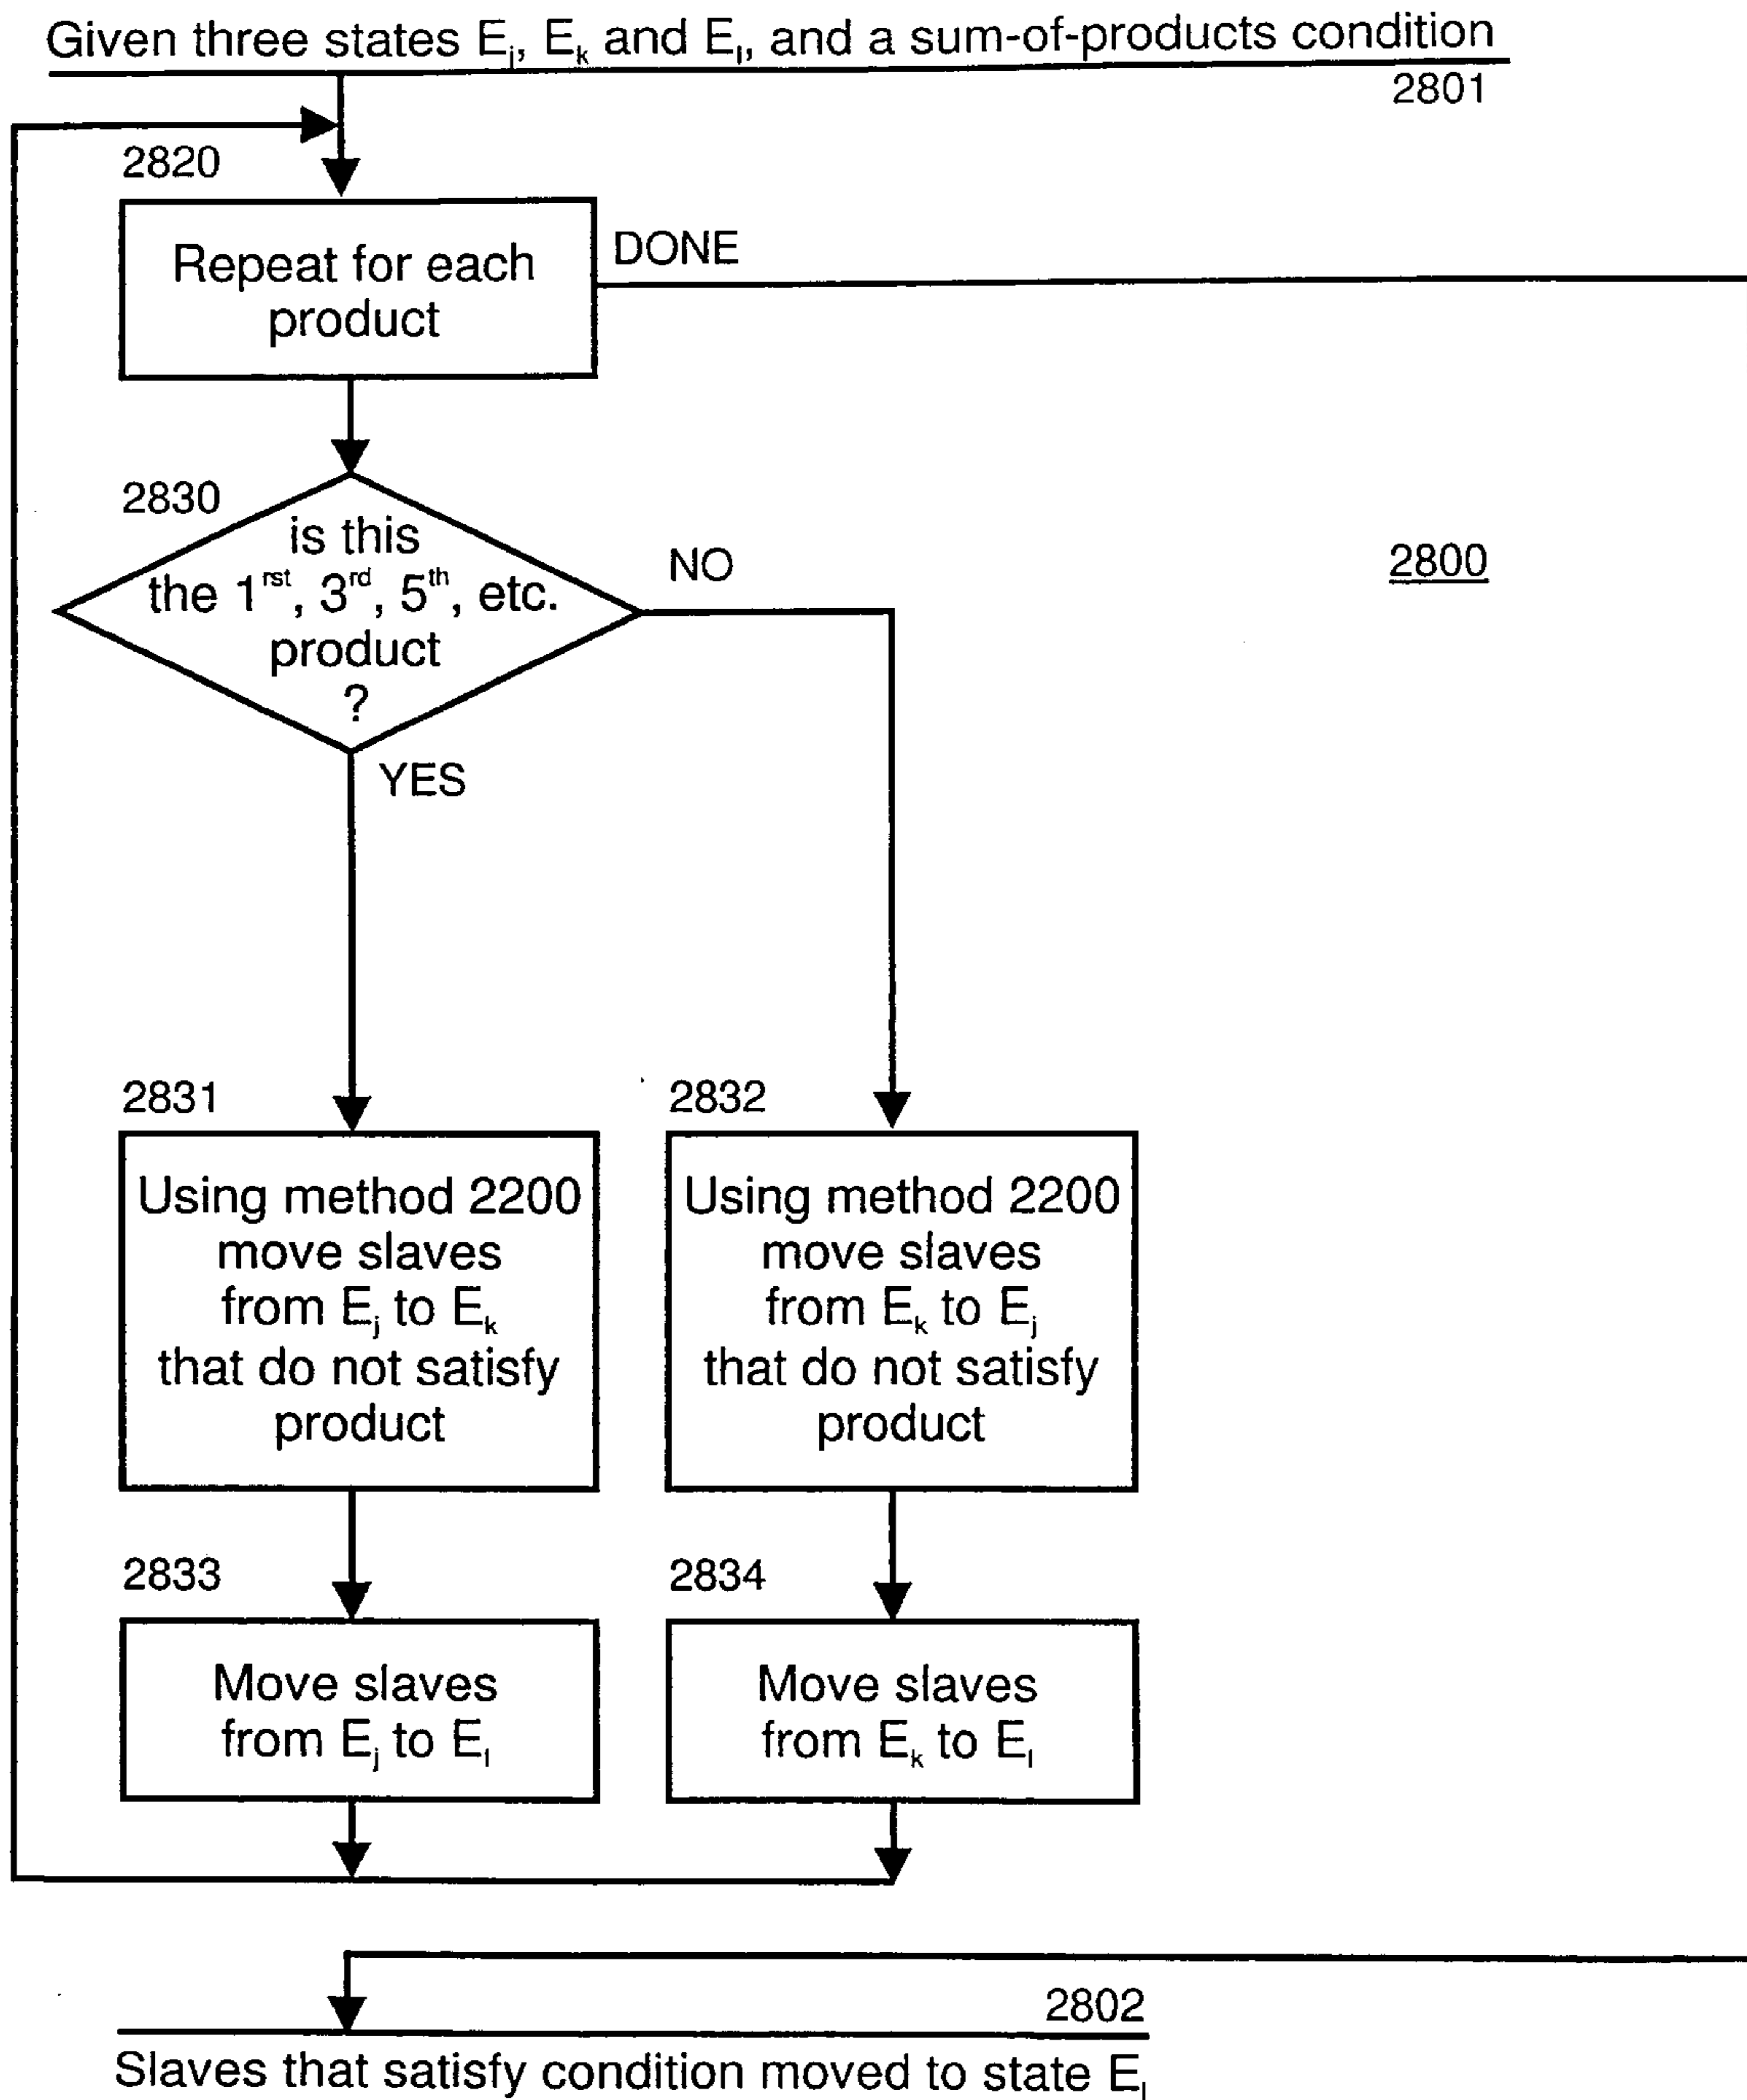 Given three states Ej, Ek and El, and a sum-of-products condition
2801
2820
Repeat for each
product
DONE
2830
is this
the 1rst, 3rd, 5th, etc.
product
?
NO
2800
YES
2831
Using method 2200
move slaves
from Ej to Ek
that do not satisfy
product
2832
Using method 2200
move slaves
from Ek to Ej
that do not satisfy
product
2833
Move slaves
from Ej to El
2834
Move slaves
from Ek to El
2802
Slaves that satisfy condition moved to state El